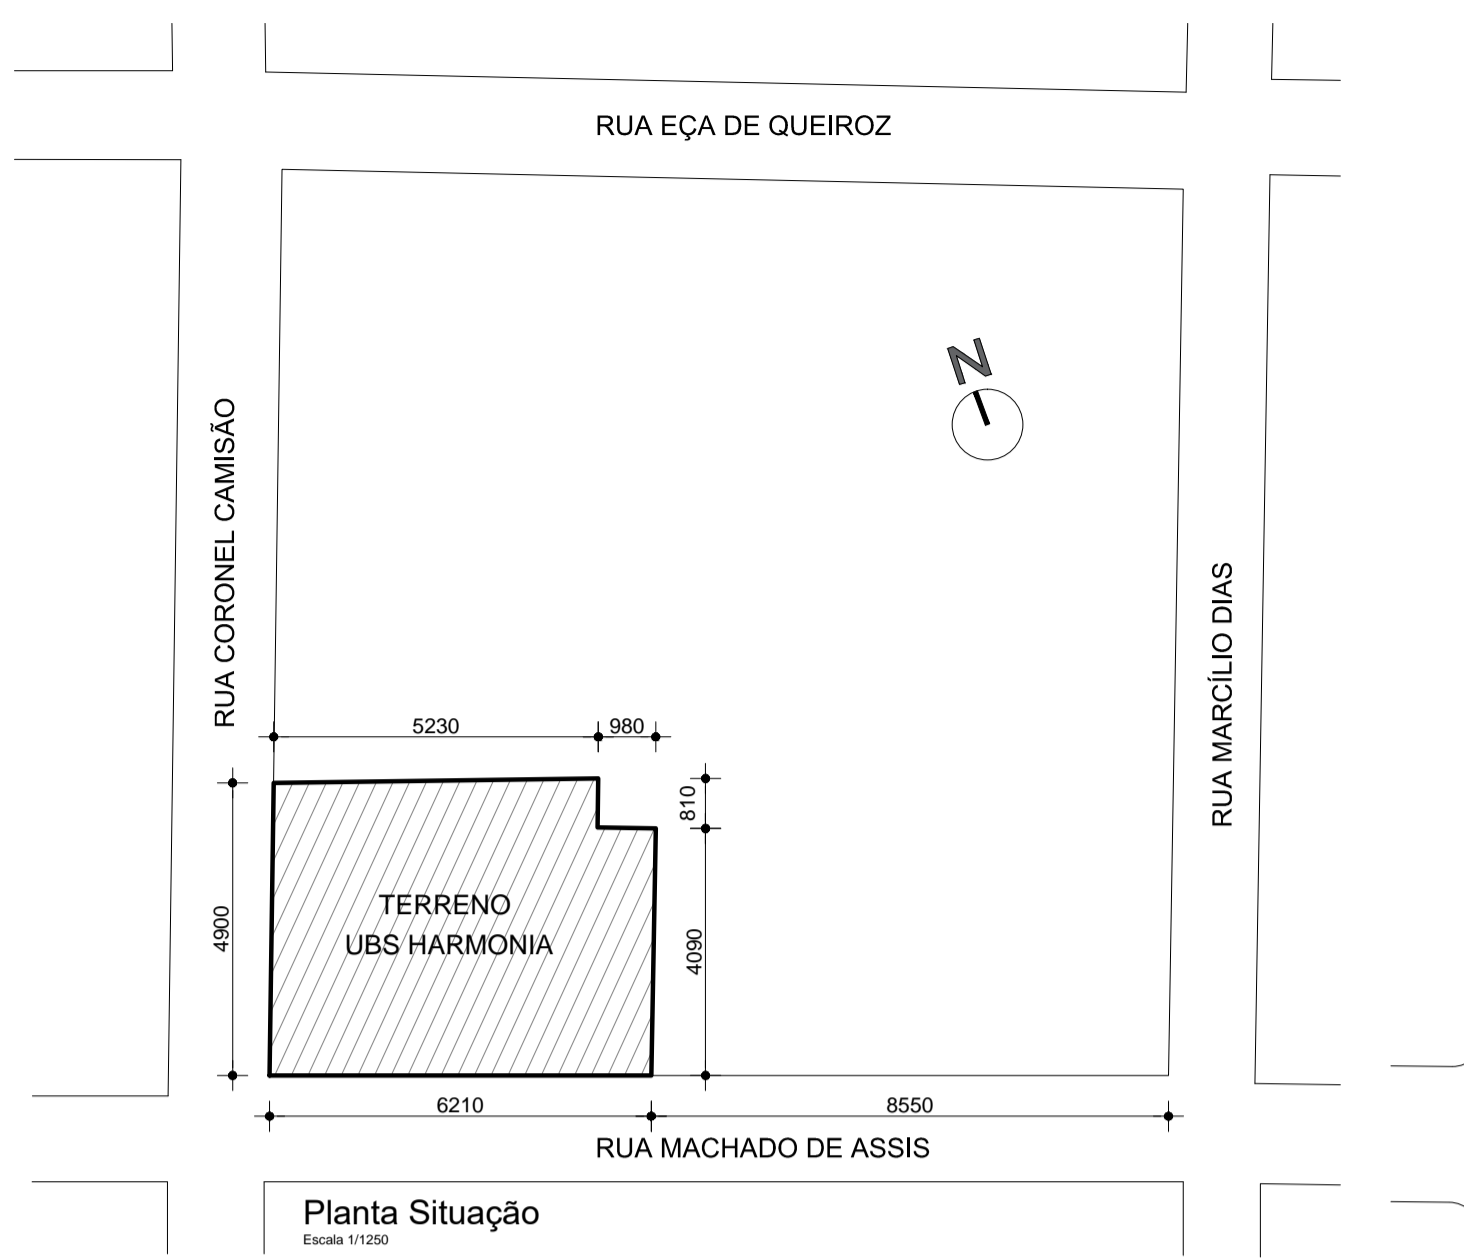 RUA EÇA DE QUEIROZ
N
RUA CORONEL CAMISÃO
RUA MARCÍLIO DIAS
5230
980
810
4900
4090
TERRENO
UBS HARMONIA
6210
8550
RUA MACHADO DE ASSIS
Planta Situação
Escala 1/1250